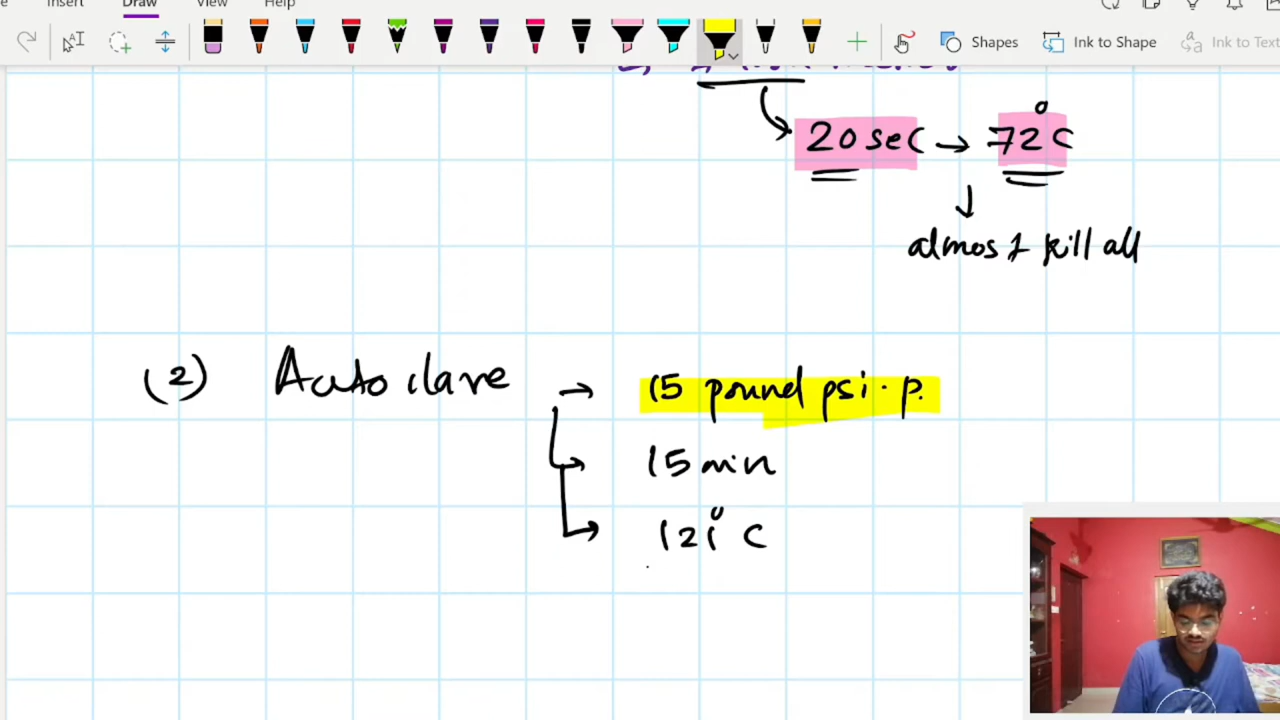 Insert Draw View Help
Shapes Ink to Shape Ink to Text
20 sec → 72°C
almost kill all
(2) Autoclave → 15 pound psi. p.
→ 15 min
→ 121°C